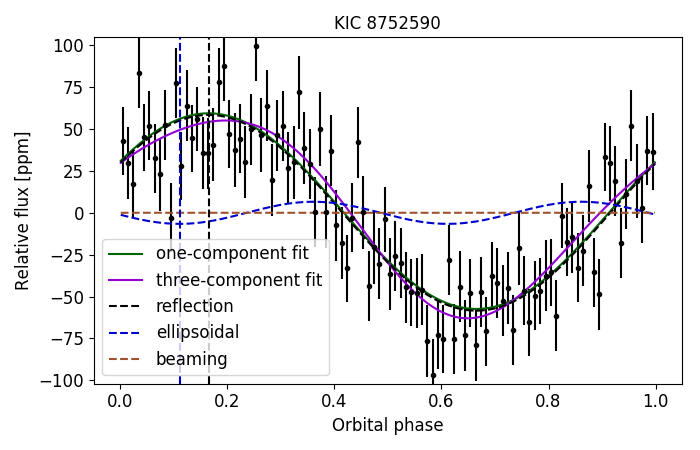 KIC 8752590
Relative flux [ppm]
100
75
50
25
0
−25
−50
−75
−100
one-component fit
three-component fit
reflection
ellipsoidal
beaming
0.0 0.2 0.4 0.6 0.8 1.0
Orbital phase